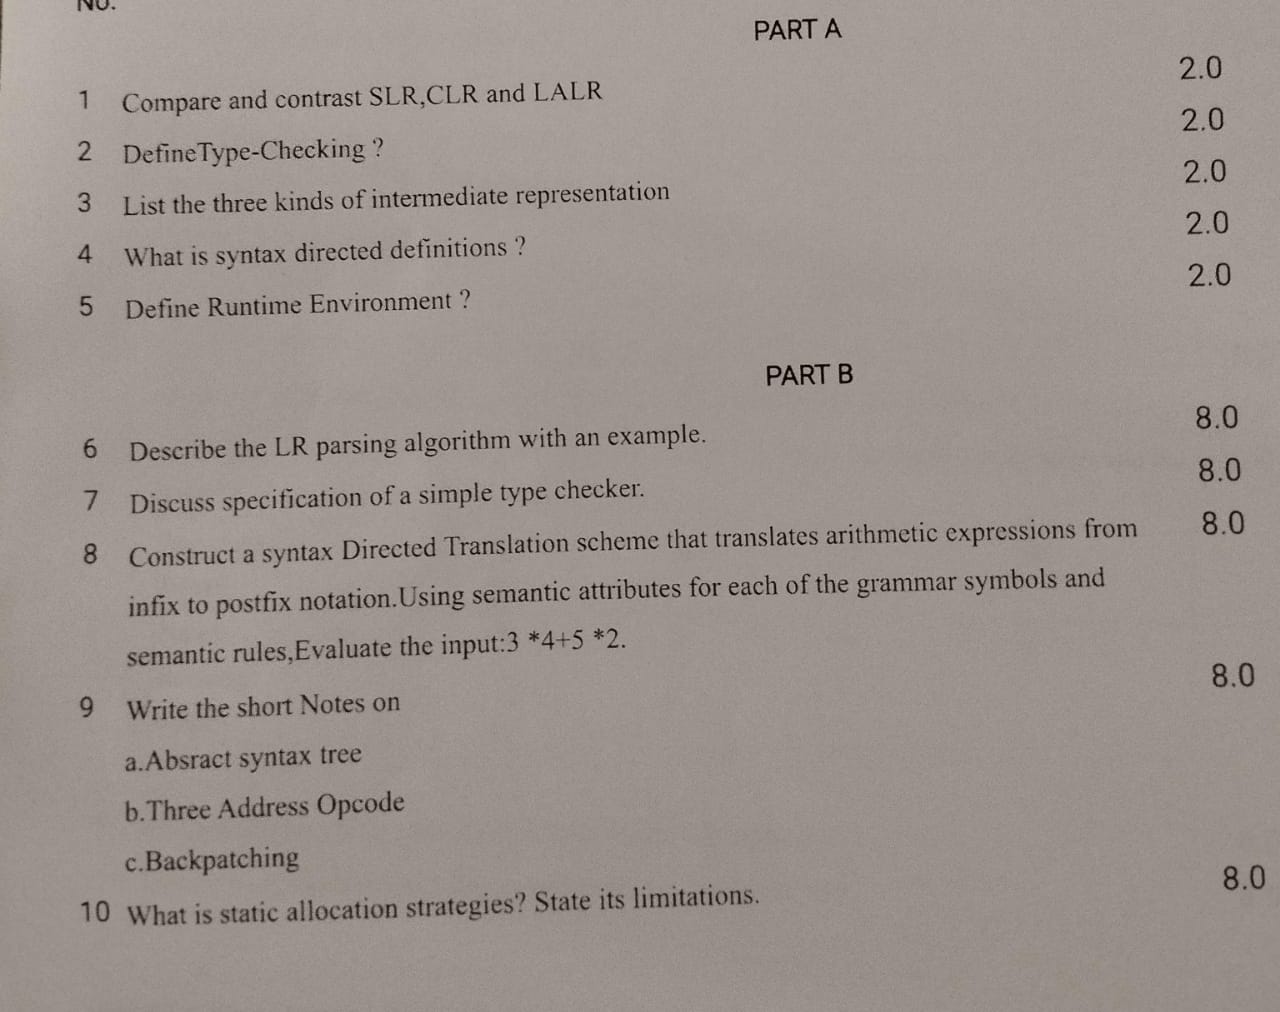 NO.
PART A
1 Compare and contrast SLR,CLR and LALR 2.0
2 DefineType-Checking ? 2.0
3 List the three kinds of intermediate representation 2.0
4 What is syntax directed definitions ? 2.0
5 Define Runtime Environment ? 2.0
PART B
6 Describe the LR parsing algorithm with an example. 8.0
7 Discuss specification of a simple type checker. 8.0
8 Construct a syntax Directed Translation scheme that translates arithmetic expressions from 8.0
infix to postfix notation.Using semantic attributes for each of the grammar symbols and
semantic rules,Evaluate the input:3 *4+5 *2.
9 Write the short Notes on 8.0
a.Absract syntax tree
b.Three Address Opcode
c.Backpatching
10 What is static allocation strategies? State its limitations. 8.0